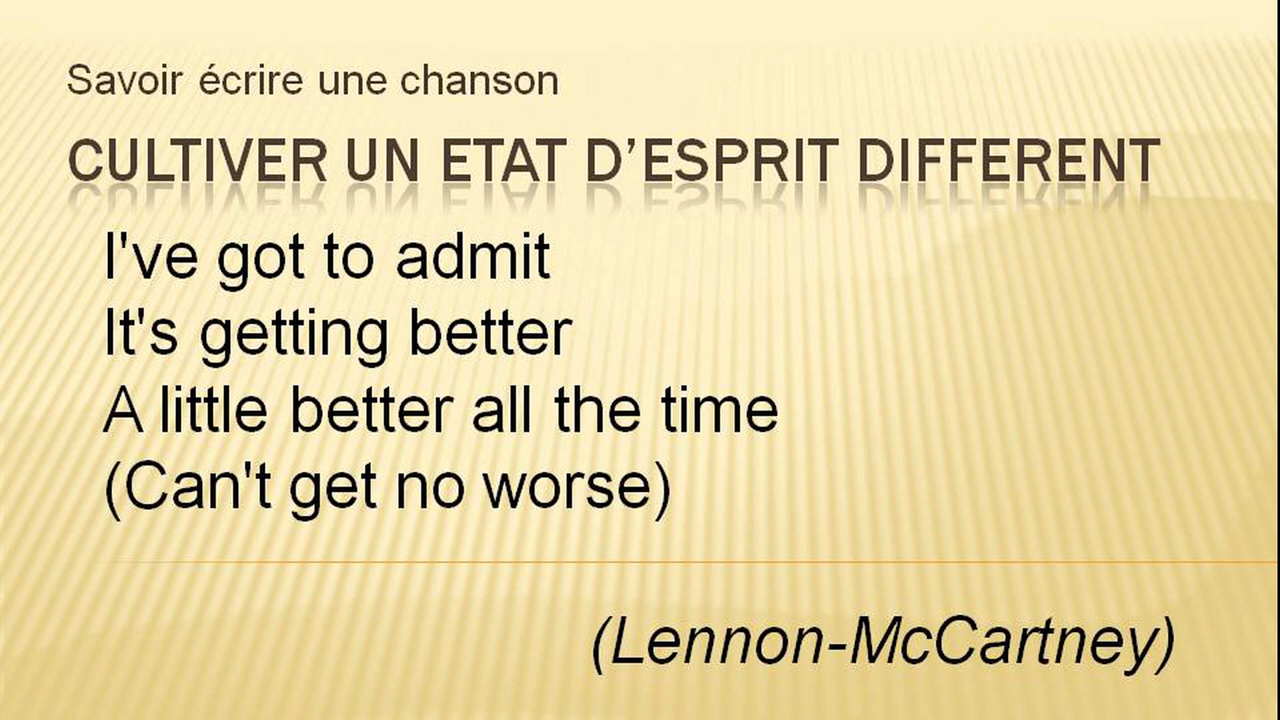 Savoir écrire une chanson
CULTIVER UN ETAT D'ESPRIT DIFFERENT
I've got to admit
It's getting better
A little better all the time
(Can't get no worse)
(Lennon-McCartney)